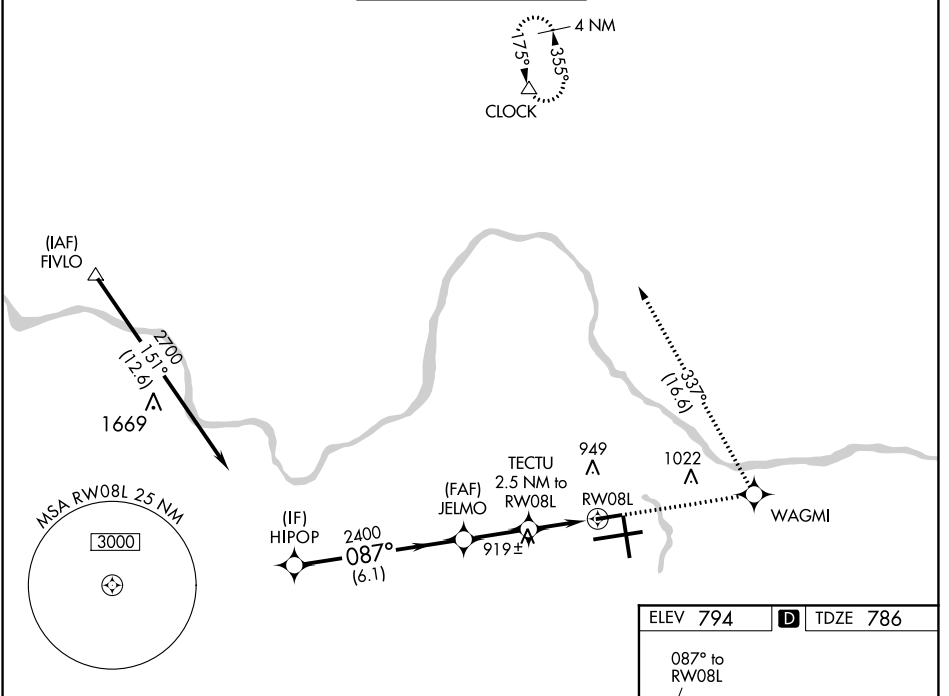 4 NM
175°
355°
CLOCK
(IAF)
FIVLO
2700
151°
(12.6)
1669
337°
(16.6)
949
1022
TECTU
2.5 NM to
RW08L
(FAF)
JELMO
RW08L
WAGMI
MSA RW08L 25 NM
3000
(IF)
HIPOP
2400
087°
(6.1)
919±
ELEV 794 D TDZE 786
087° to
RW08L